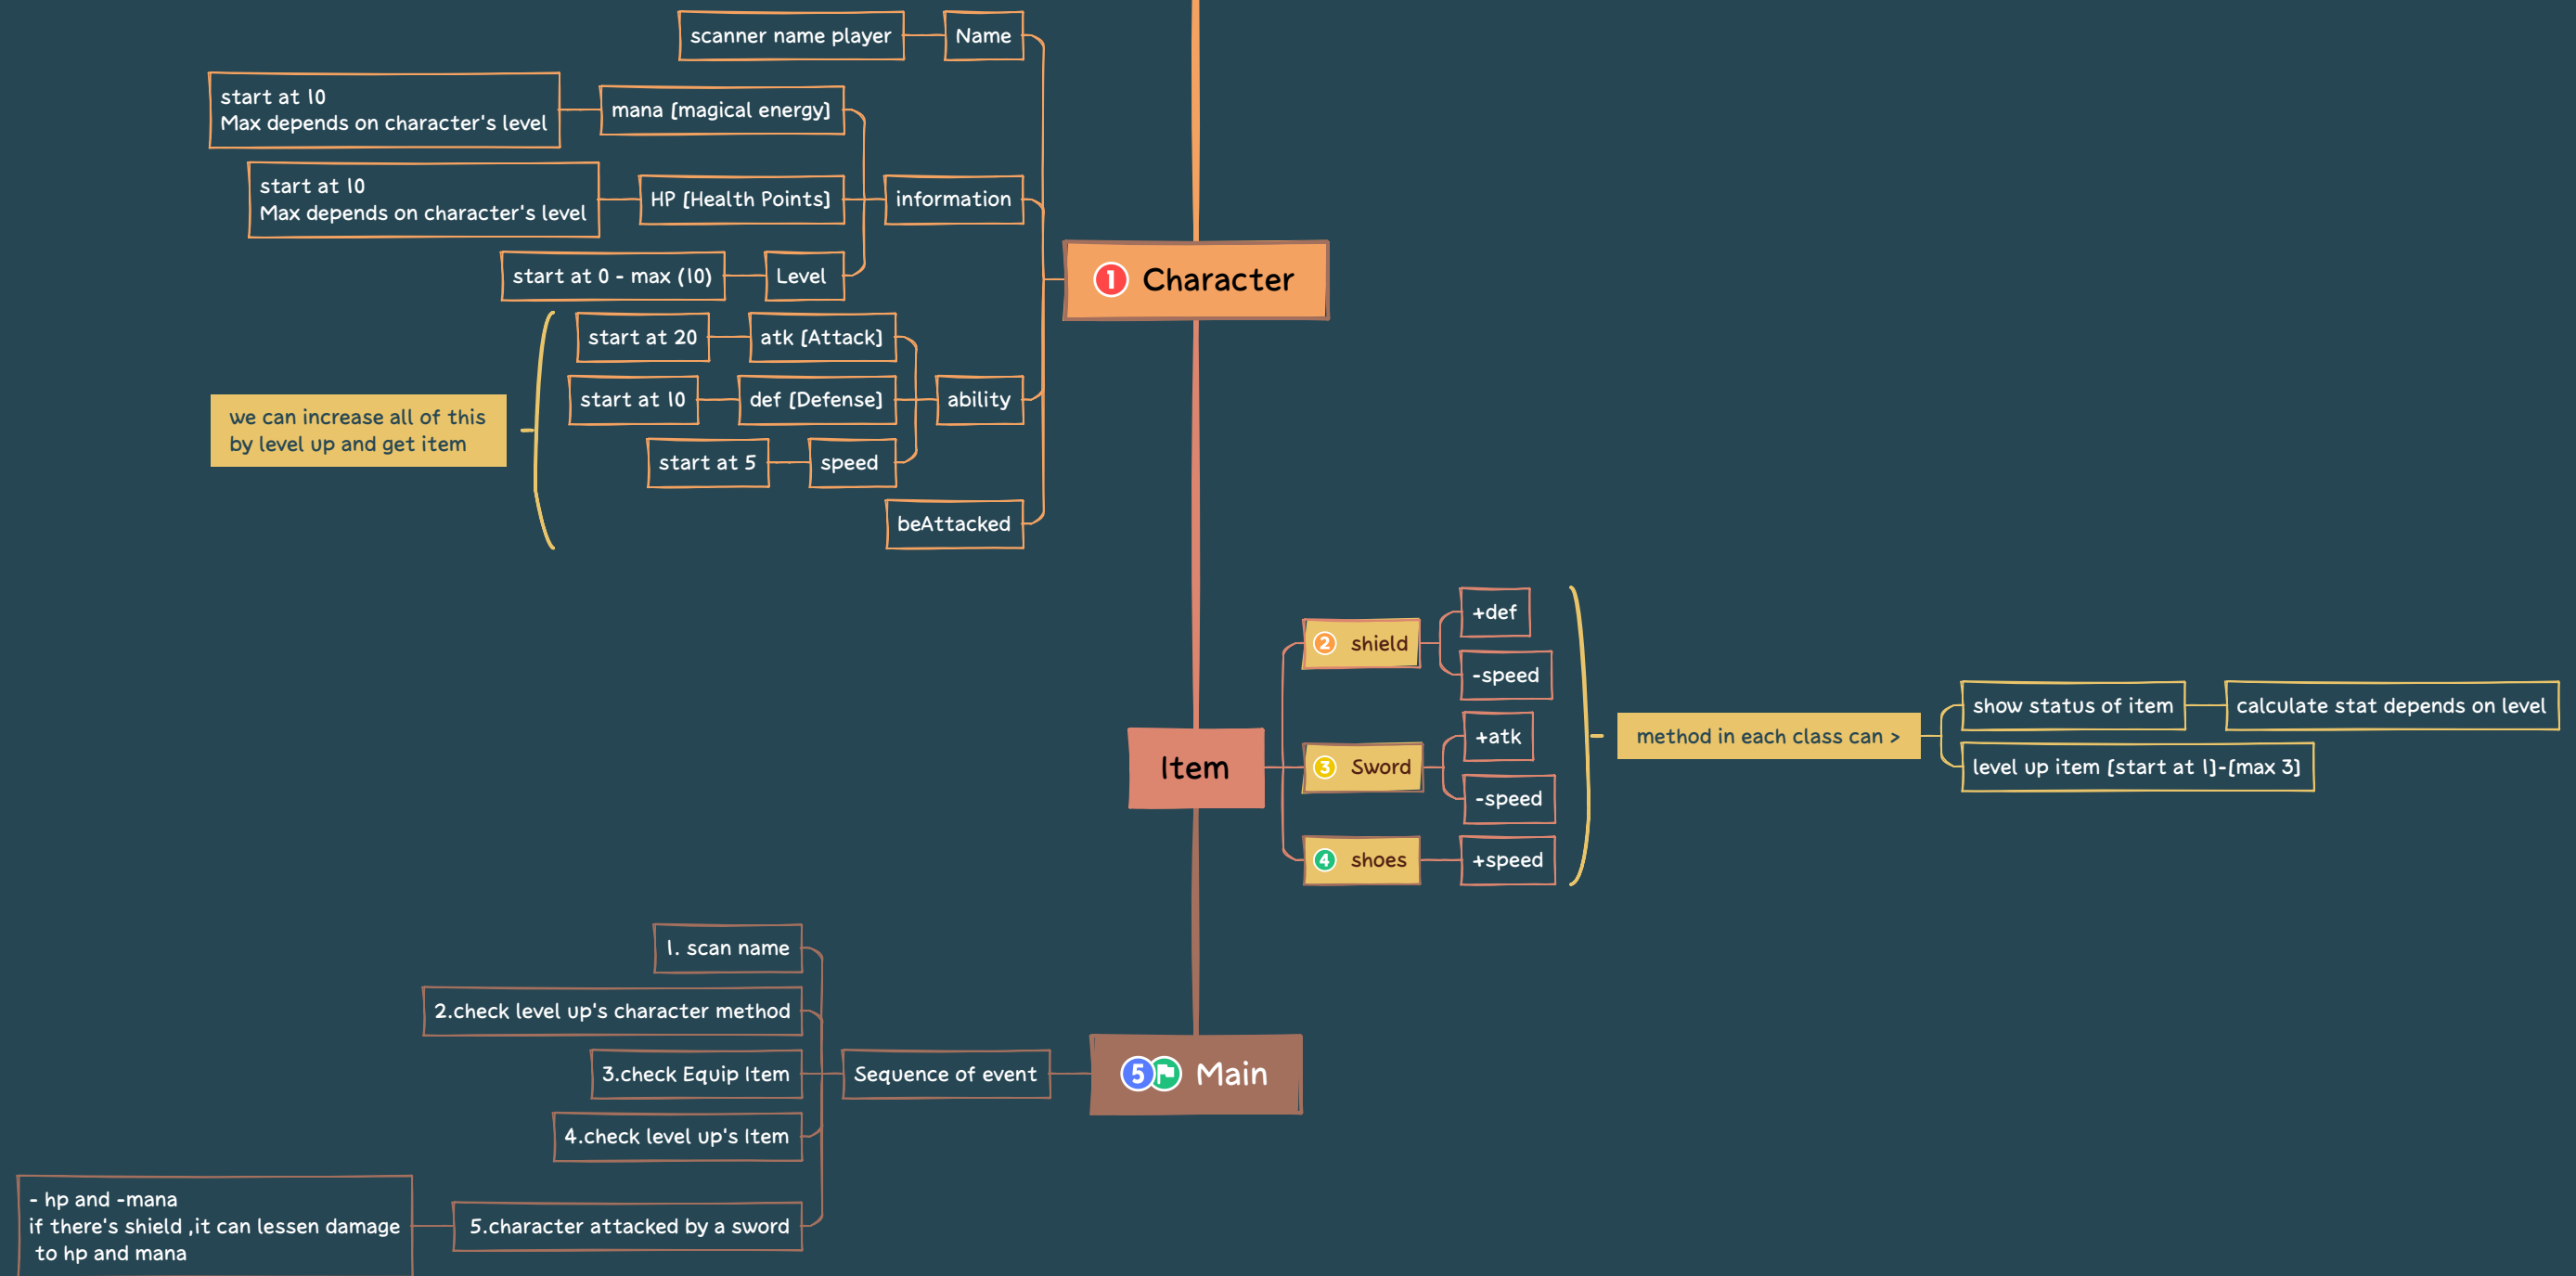 scanner name player
Name
start at 10
Max depends on character's level
mana [magical energy]
start at 10
Max depends on character's level
HP [Health Points]
information
start at 0 - max (10)
Level
1 Character
start at 20
atk [Attack]
we can increase all of this
by level up and get item
start at 10
def [Defense]
ability
start at 5
speed
beAttacked
Item
2 shield
+def
-speed
3 Sword
+atk
-speed
4 shoes
+speed
method in each class can >
show status of item
calculate stat depends on level
level up item [start at 1]-[max 3]
5 Main
Sequence of event
1. scan name
2.check level up's character method
3.check Equip Item
4.check level up's Item
5.character attacked by a sword
- hp and -mana
if there's shield ,it can lessen damage
to hp and mana